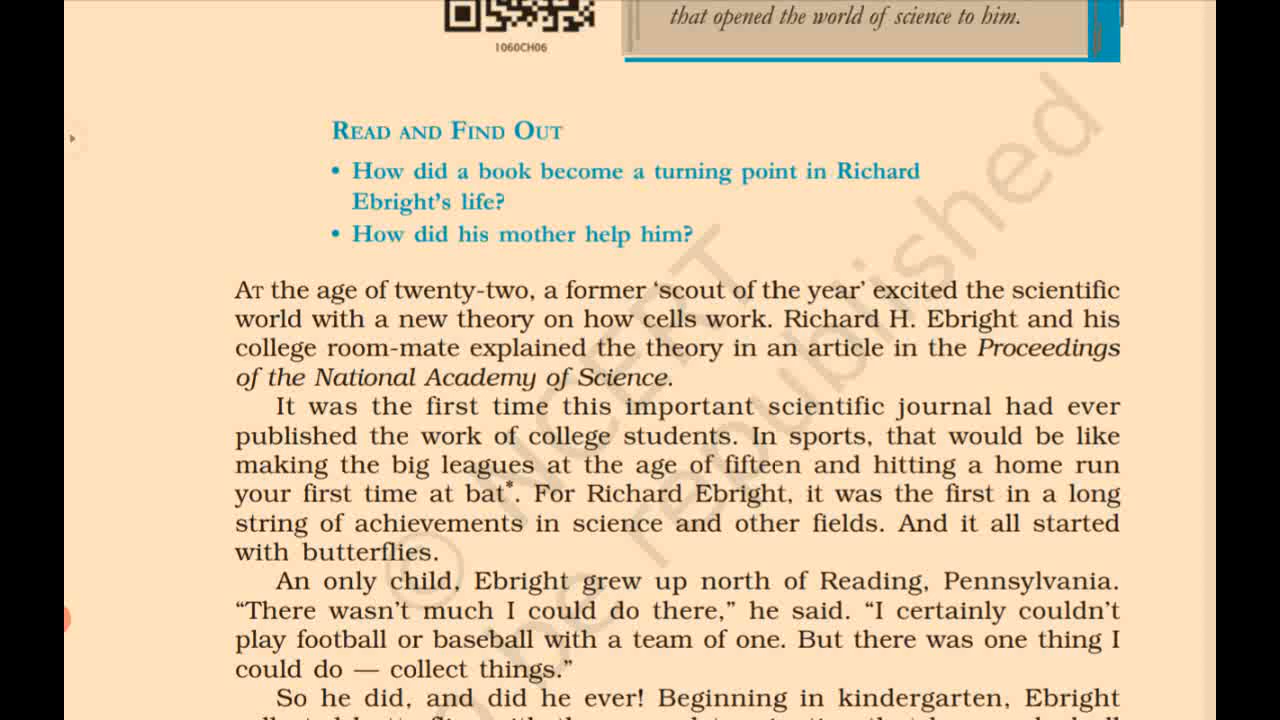 that opened the world of science to him.
1060CH06
READ AND FIND OUT
• How did a book become a turning point in Richard
Ebright's life?
• How did his mother help him?
AT the age of twenty-two, a former ‘scout of the year’ excited the scientific
world with a new theory on how cells work. Richard H. Ebright and his
college room-mate explained the theory in an article in the Proceedings
of the National Academy of Science.
It was the first time this important scientific journal had ever
published the work of college students. In sports, that would be like
making the big leagues at the age of fifteen and hitting a home run
your first time at bat*. For Richard Ebright, it was the first in a long
string of achievements in science and other fields. And it all started
with butterflies.
An only child, Ebright grew up north of Reading, Pennsylvania.
“There wasn’t much I could do there,” he said. “I certainly couldn’t
play football or baseball with a team of one. But there was one thing I
could do — collect things.”
So he did, and did he ever! Beginning in kindergarten, Ebright
© NCERT
be republished